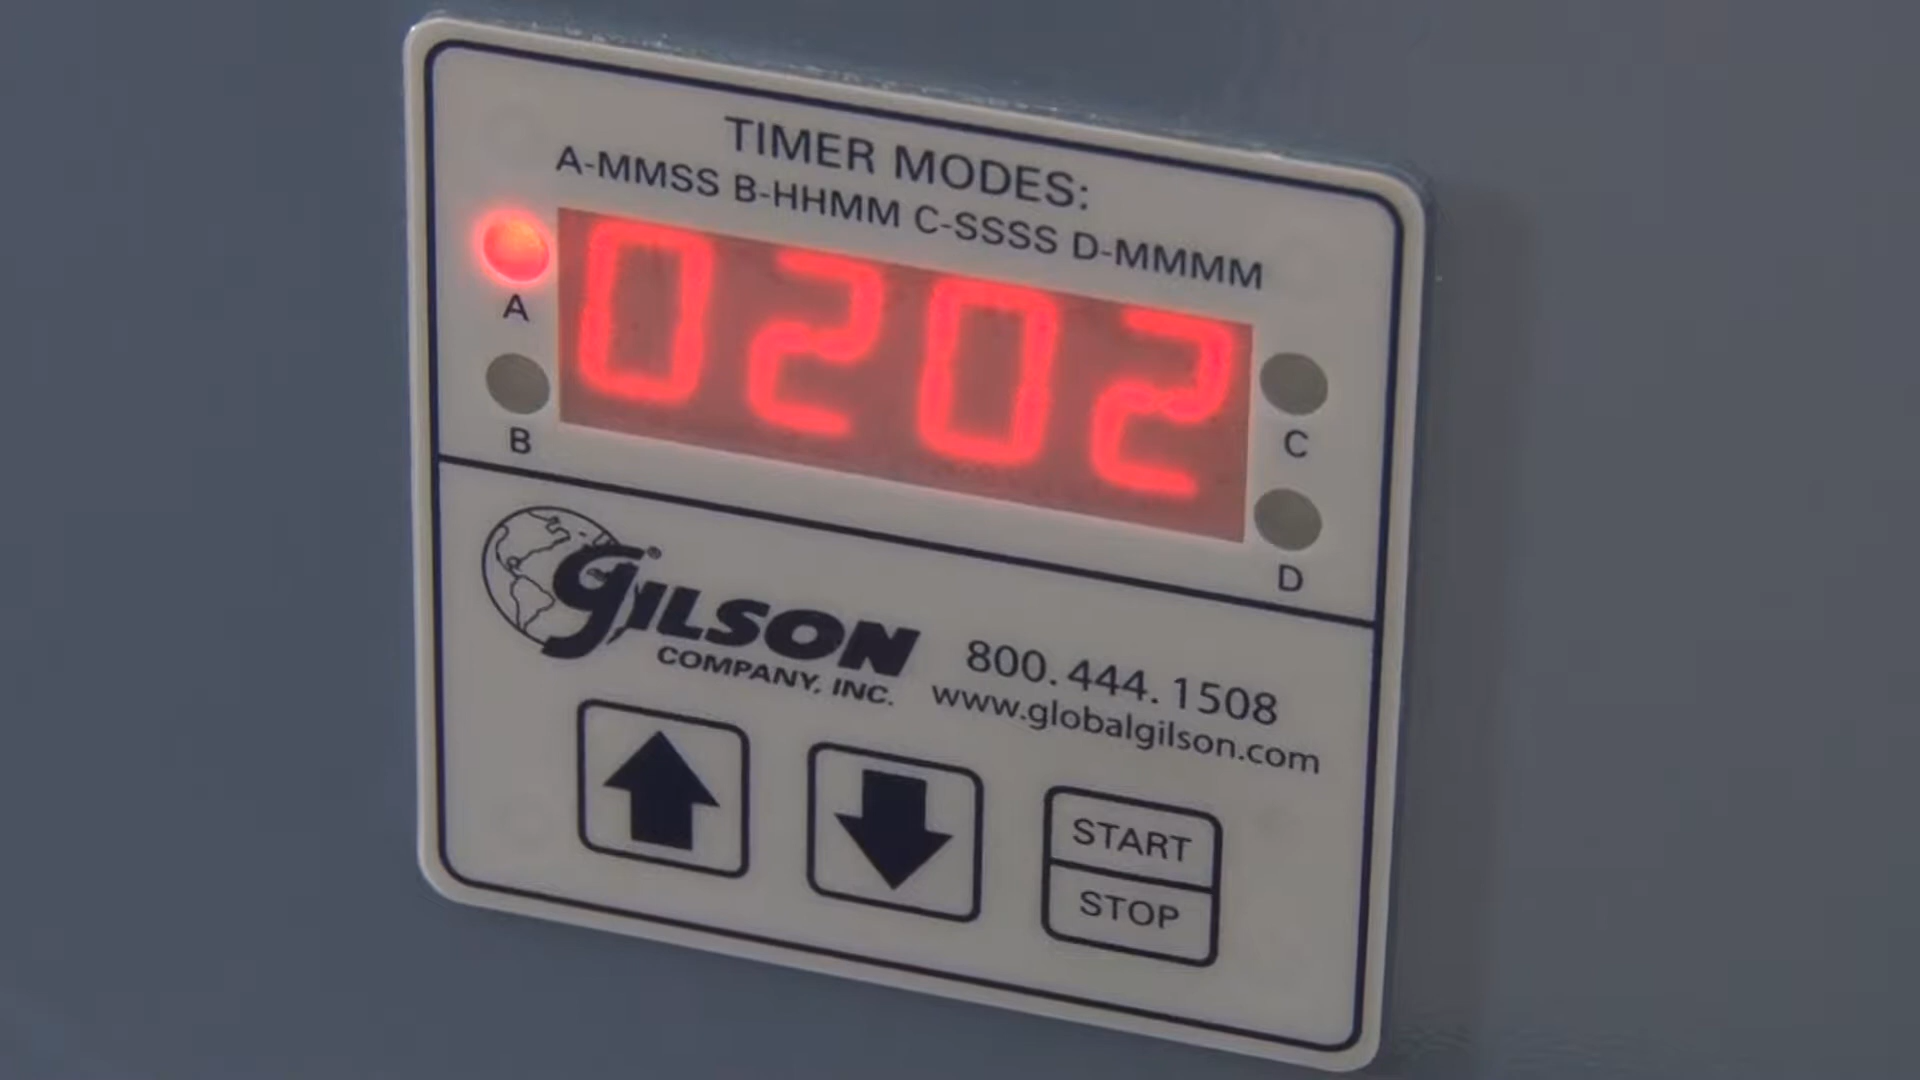 TIMER MODES:
A-MMSS B-HHMM C-SSSS D-MMMM
0202
A
B
C
D
GILSON®
COMPANY, INC.
800.444.1508
www.globalgilson.com
START
STOP